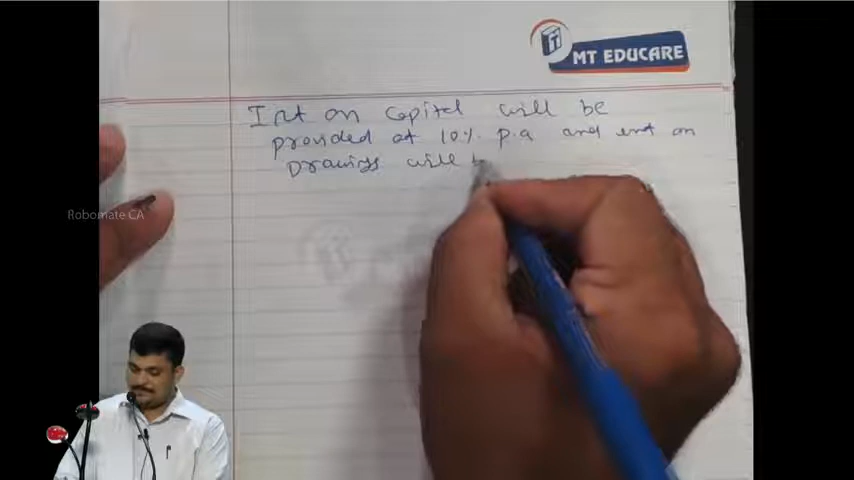 MT EDUCARE
Int on capital will be
provided at 10% p.a and int on
Drawings will
Robomate.CA